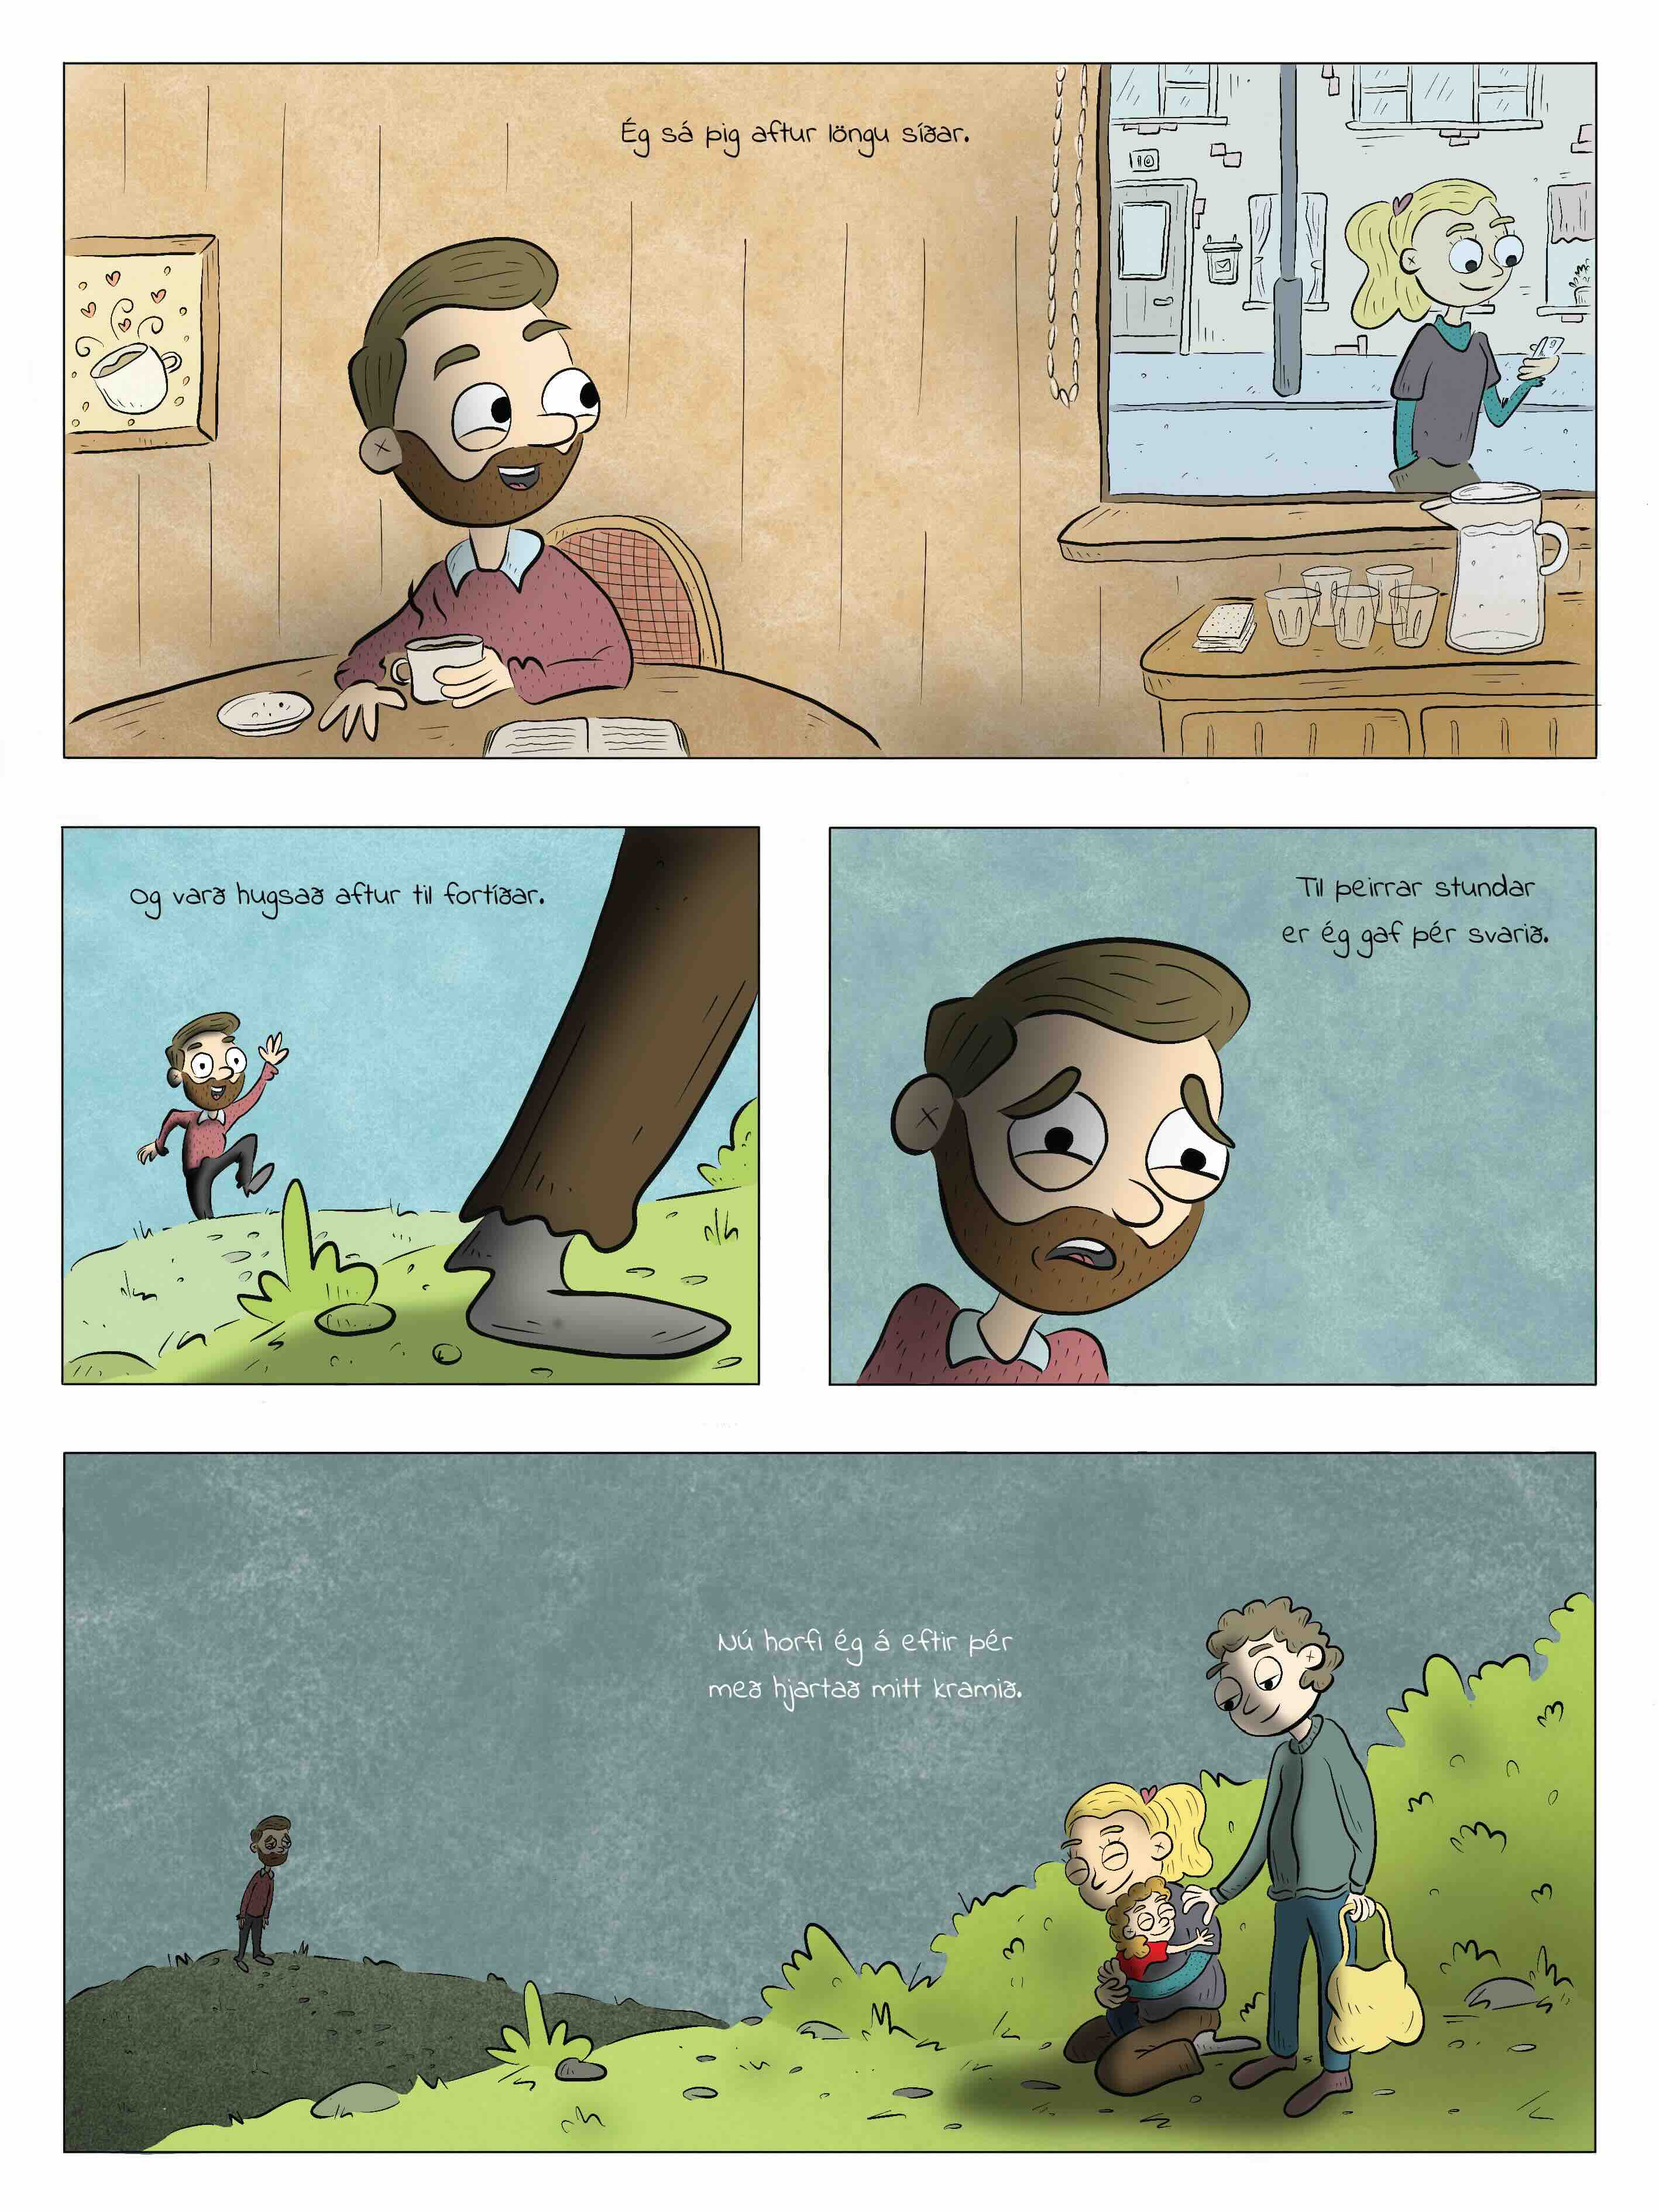 Ég sá þig aftur löngu síðar.
10
Og varð hugsað aftur til fortíðar.
Til þeirrar stundar
er ég gaf þér svarið.
Nú horfi ég á eftir þér
með hjartað mitt kramið.